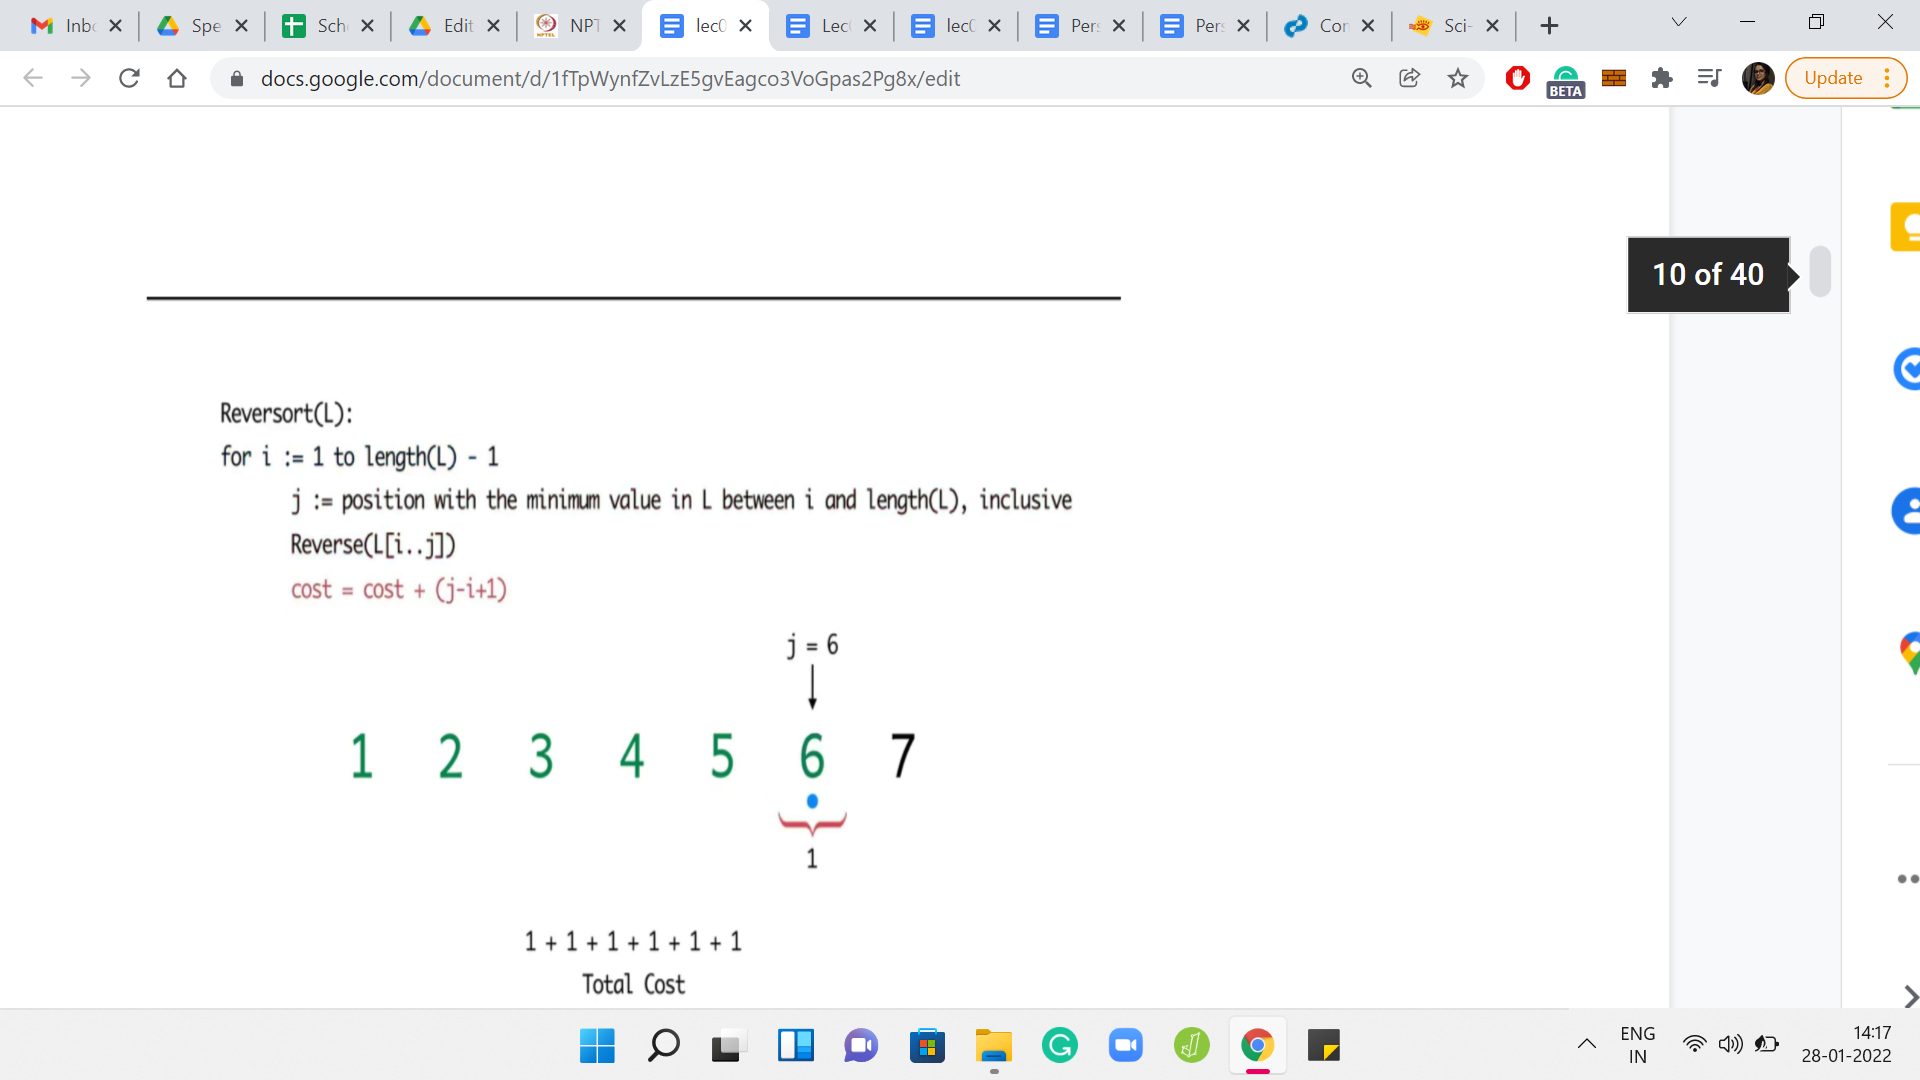 Inbo
Spe
Sch
Edit
NPT
lec0
Lec
lec0
Pers
Pers
Con
Sci-
docs.google.com/document/d/1fTpWynfZvLzE5gvEagco3VoGpas2Pg8x/edit
BETA
Update
10 of 40
Reversort(L):
for i := 1 to length(L) - 1
j := position with the minimum value in L between i and length(L), inclusive
Reverse(L[i..j])
cost = cost + (j-i+1)
j = 6
1 2 3 4 5 6 7
1
1 + 1 + 1 + 1 + 1 + 1
Total Cost
ENG
IN
14:17
28-01-2022